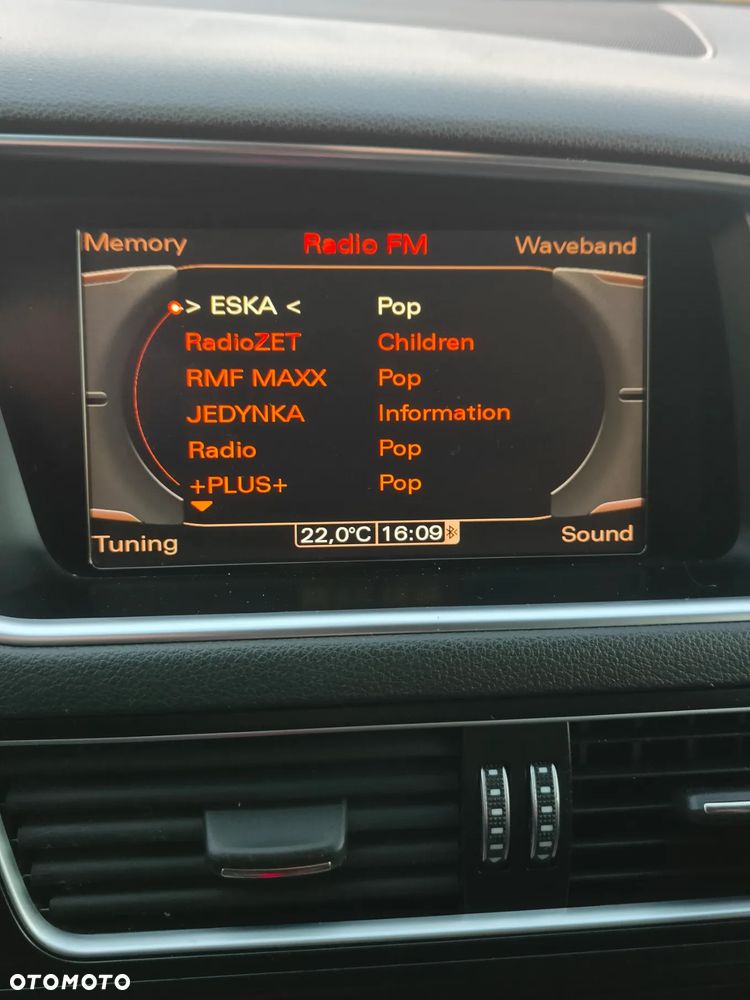 Memory Radio FM Waveband
> ESKA < Pop
RadioZET Children
RMF MAXX Pop
JEDYNKA Information
Radio Pop
+PLUS+ Pop
Tuning 22,0°C 16:09 Sound
OTOMOTO